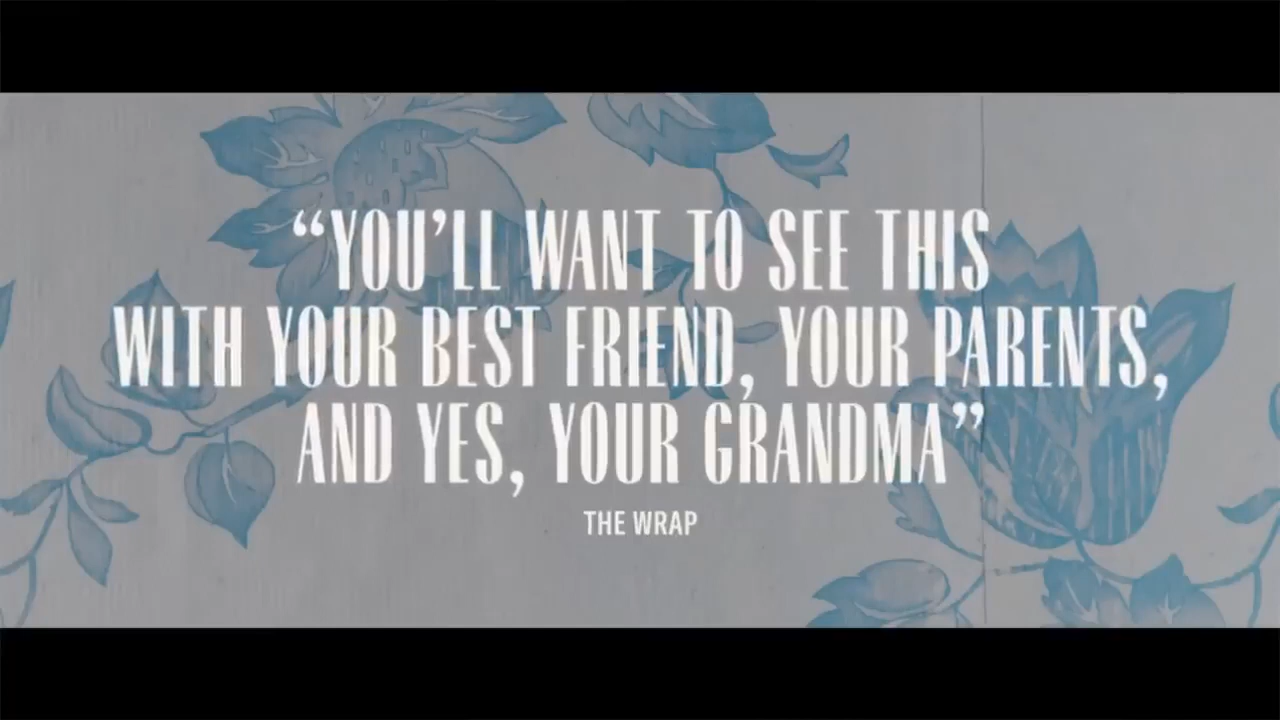 “YOU’LL WANT TO SEE THIS
WITH YOUR BEST FRIEND, YOUR PARENTS,
AND YES, YOUR GRANDMA”
THE WRAP